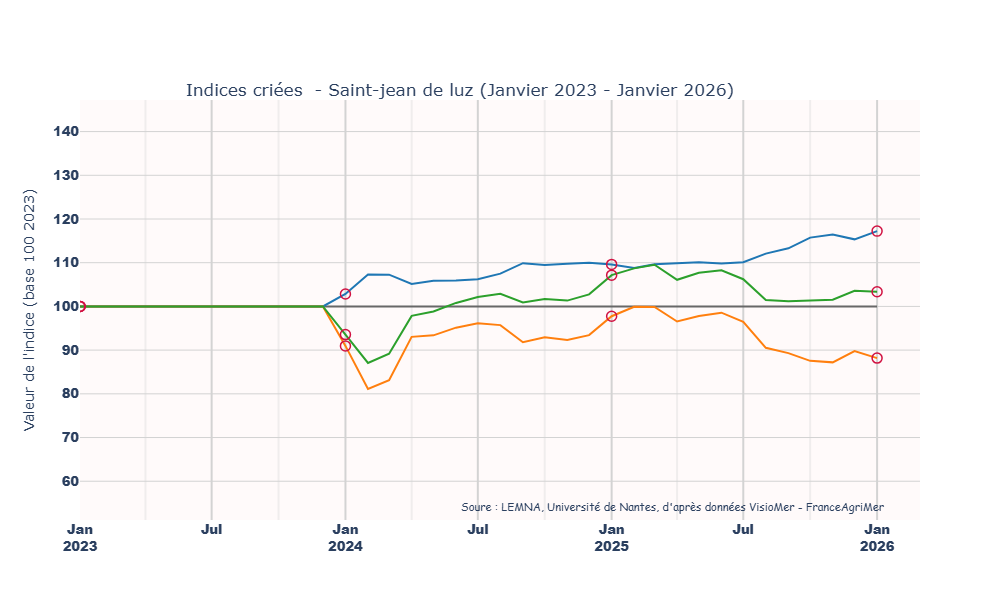 Indices criées  - Saint-jean de luz (Janvier 2023 - Janvier 2026)
Valeur de l'indice (base 100 2023)
140
130
120
110
100
90
80
70
60
Soure : LEMNA, Université de Nantes, d'après données VisioMer - FranceAgriMer
Jan Jul Jan Jul Jan Jul Jan
2023 2024 2025 2026